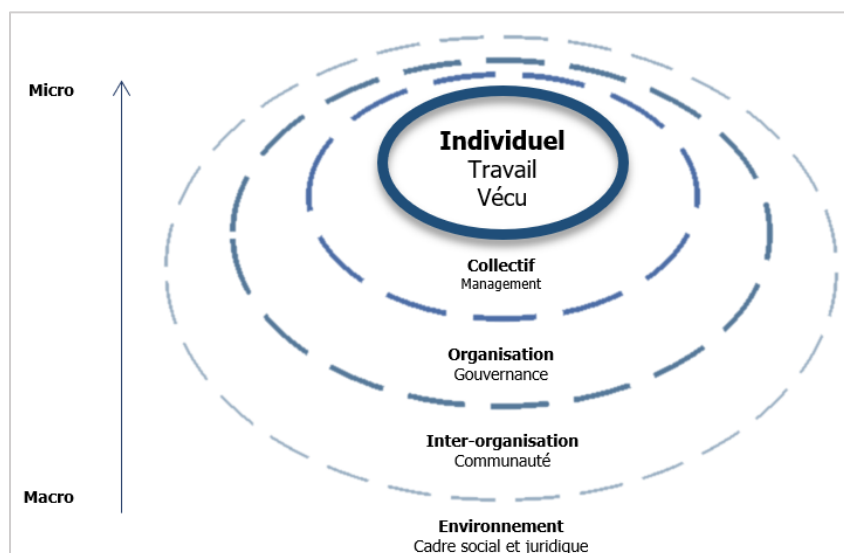 Micro
Individuel
Travail
Vécu
Collectif
Management
Organisation
Gouvernance
Inter-organisation
Communauté
Macro
Environnement
Cadre social et juridique